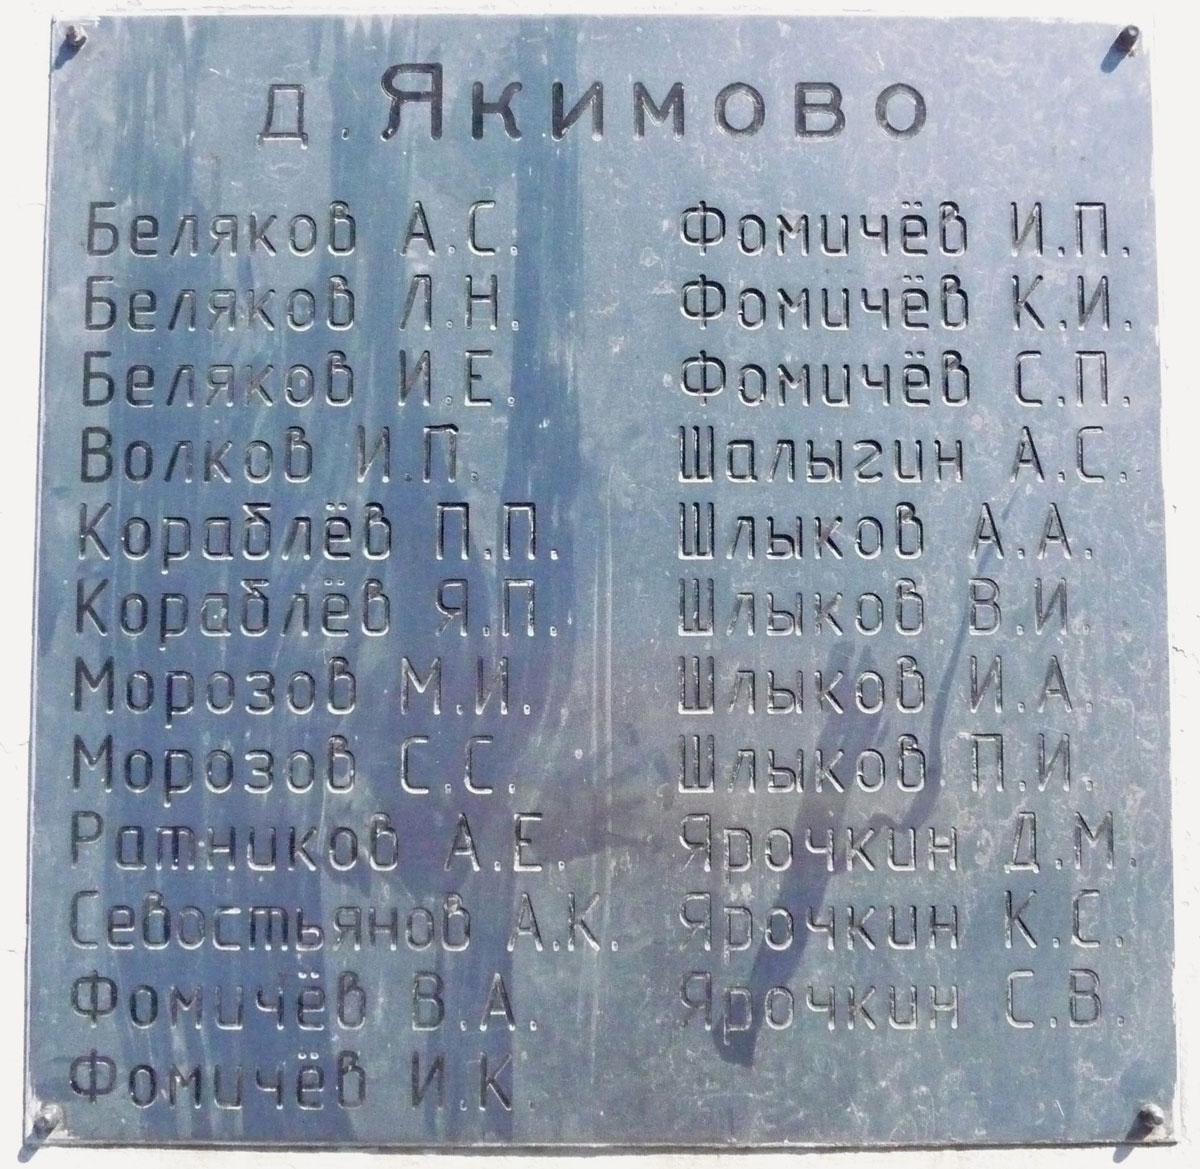 д. Якимово
Беляков А.С.
Беляков Л.Н.
Беляков И.Е.
Волков И.П.
Кораблёв П.П.
Кораблёв Я.П.
Морозов М.И.
Морозов С.С.
Ратников А.Е.
Севостьянов А.К.
Фомичёв В.А.
Фомичёв И.К.
Фомичёв И.П.
Фомичёв К.И.
Фомичёв С.П.
Шалыгин А.С.
Шлыков А.А.
Шлыков В.И.
Шлыков И.А.
Шлыков П.И.
Ярочкин Д.М.
Ярочкин К.С.
Ярочкин С.В.